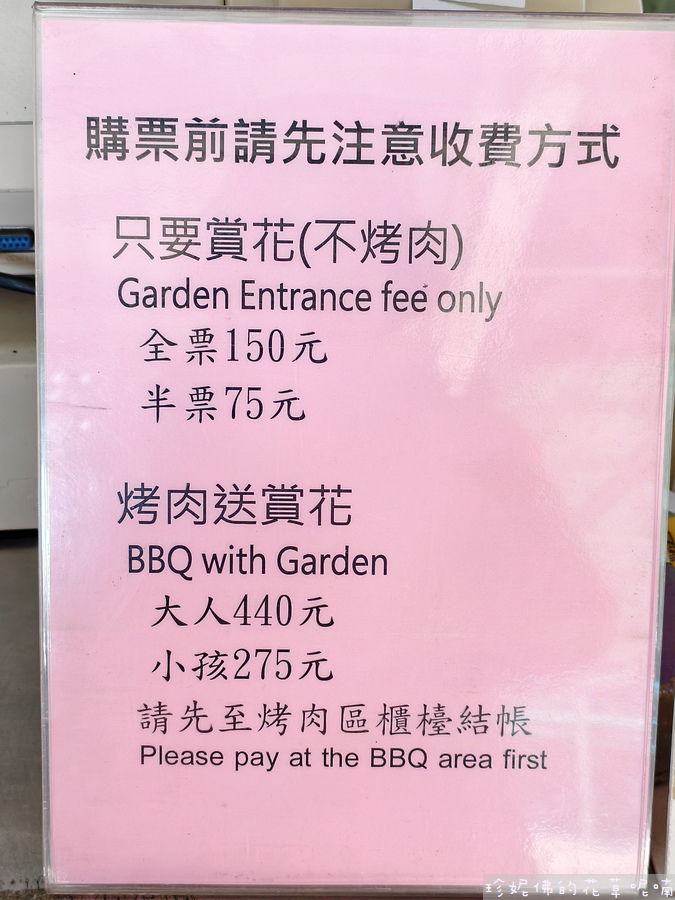 購票前請先注意收費方式
只要賞花(不烤肉)
Garden Entrance fee only
全票150元
半票75元
烤肉送賞花
BBQ with Garden
大人440元
小孩275元
請先至烤肉區櫃檯結帳
Please pay at the BBQ area first
珍妮佛的花草呢喃